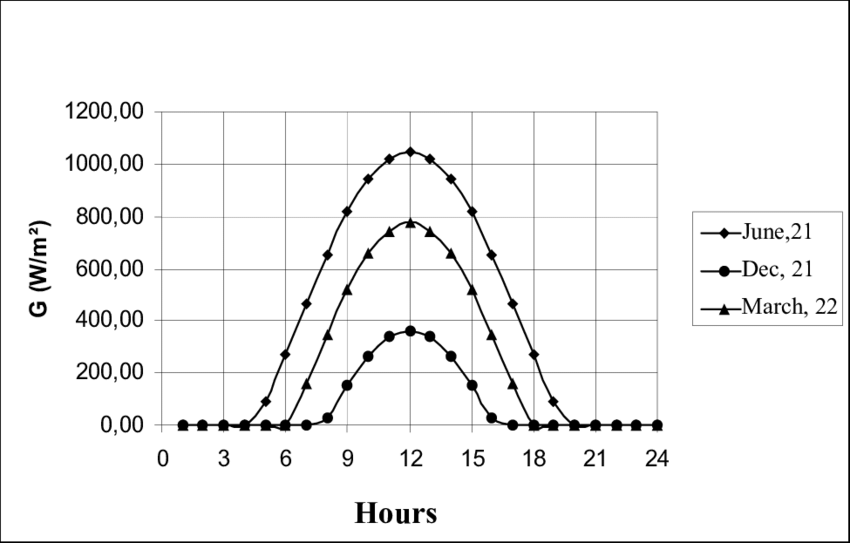 1200,00
1000,00
800,00
600,00
400,00
200,00
0,00
G (W/m²)
0 3 6 9 12 15 18 21 24
Hours
June,21
Dec, 21
March, 22